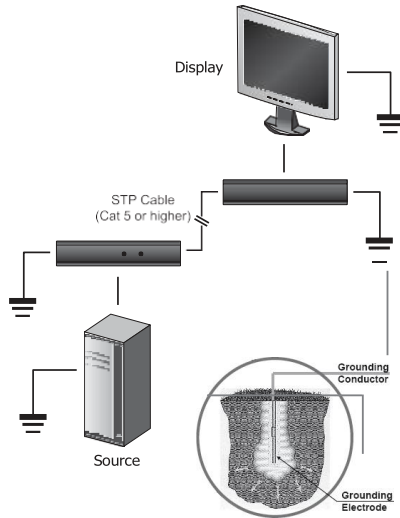 Display
STP Cable
(Cat 5 or higher)
Source
Grounding
Conductor
Grounding
Electrode